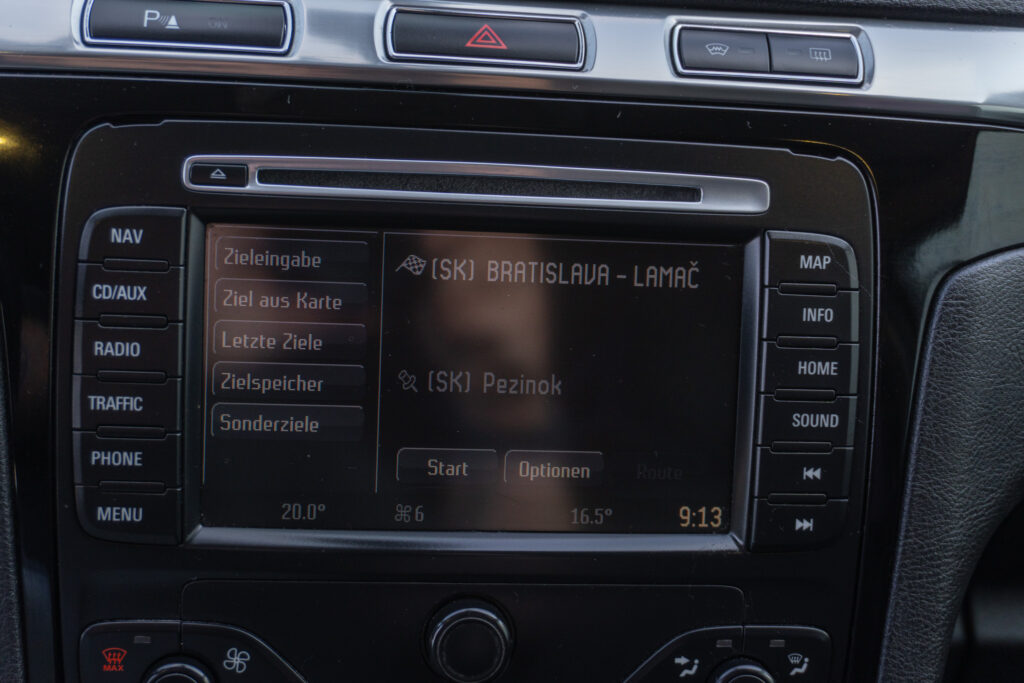 P ON
NAV
CD/AUX
RADIO
TRAFFIC
PHONE
MENU
Zieleingabe
Ziel aus Karte
Letzte Ziele
Zielspeicher
Sonderziele
(SK) BRATISLAVA - LAMAČ
(SK) Pezinok
Start Optionen Route
20.0° 6 16.5° 9:13
MAP
INFO
HOME
SOUND
MAX